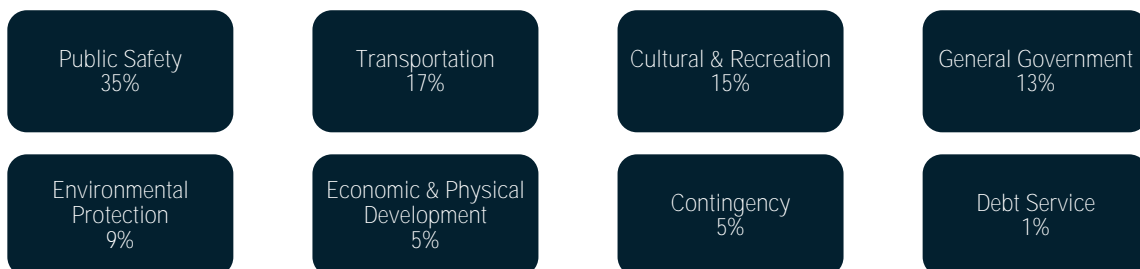 Public Safety
35%
Transportation
17%
Cultural & Recreation
15%
General Government
13%
Environmental
Protection
9%
Economic & Physical
Development
5%
Contingency
5%
Debt Service
1%